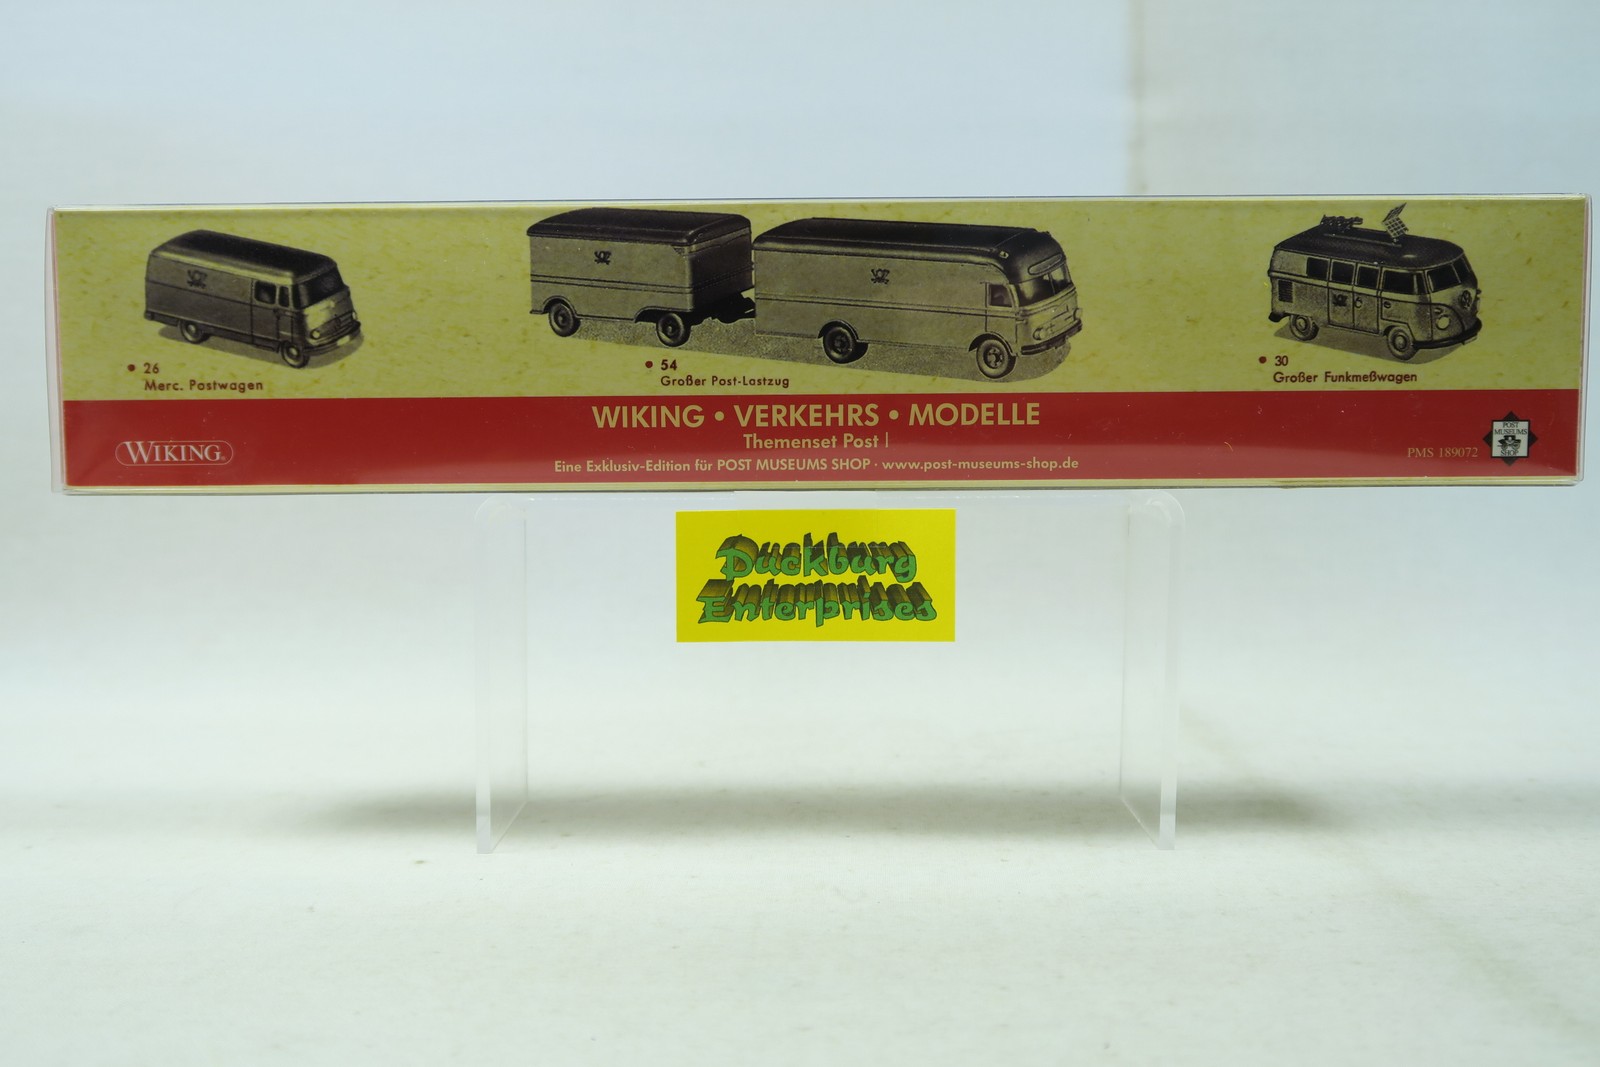 • 26
Merc. Postwagen
• 54
Großer Post-Lastzug
• 30
Großer Funkmeßwagen
WIKING • VERKEHRS • MODELLE
Themenset Post I
Eine Exklusiv-Edition für POST MUSEUMS SHOP · www.post-museums-shop.de
WIKING®
PMS 189072
POST
MUSEUMS
SHOP
Duckburg
Enterprises